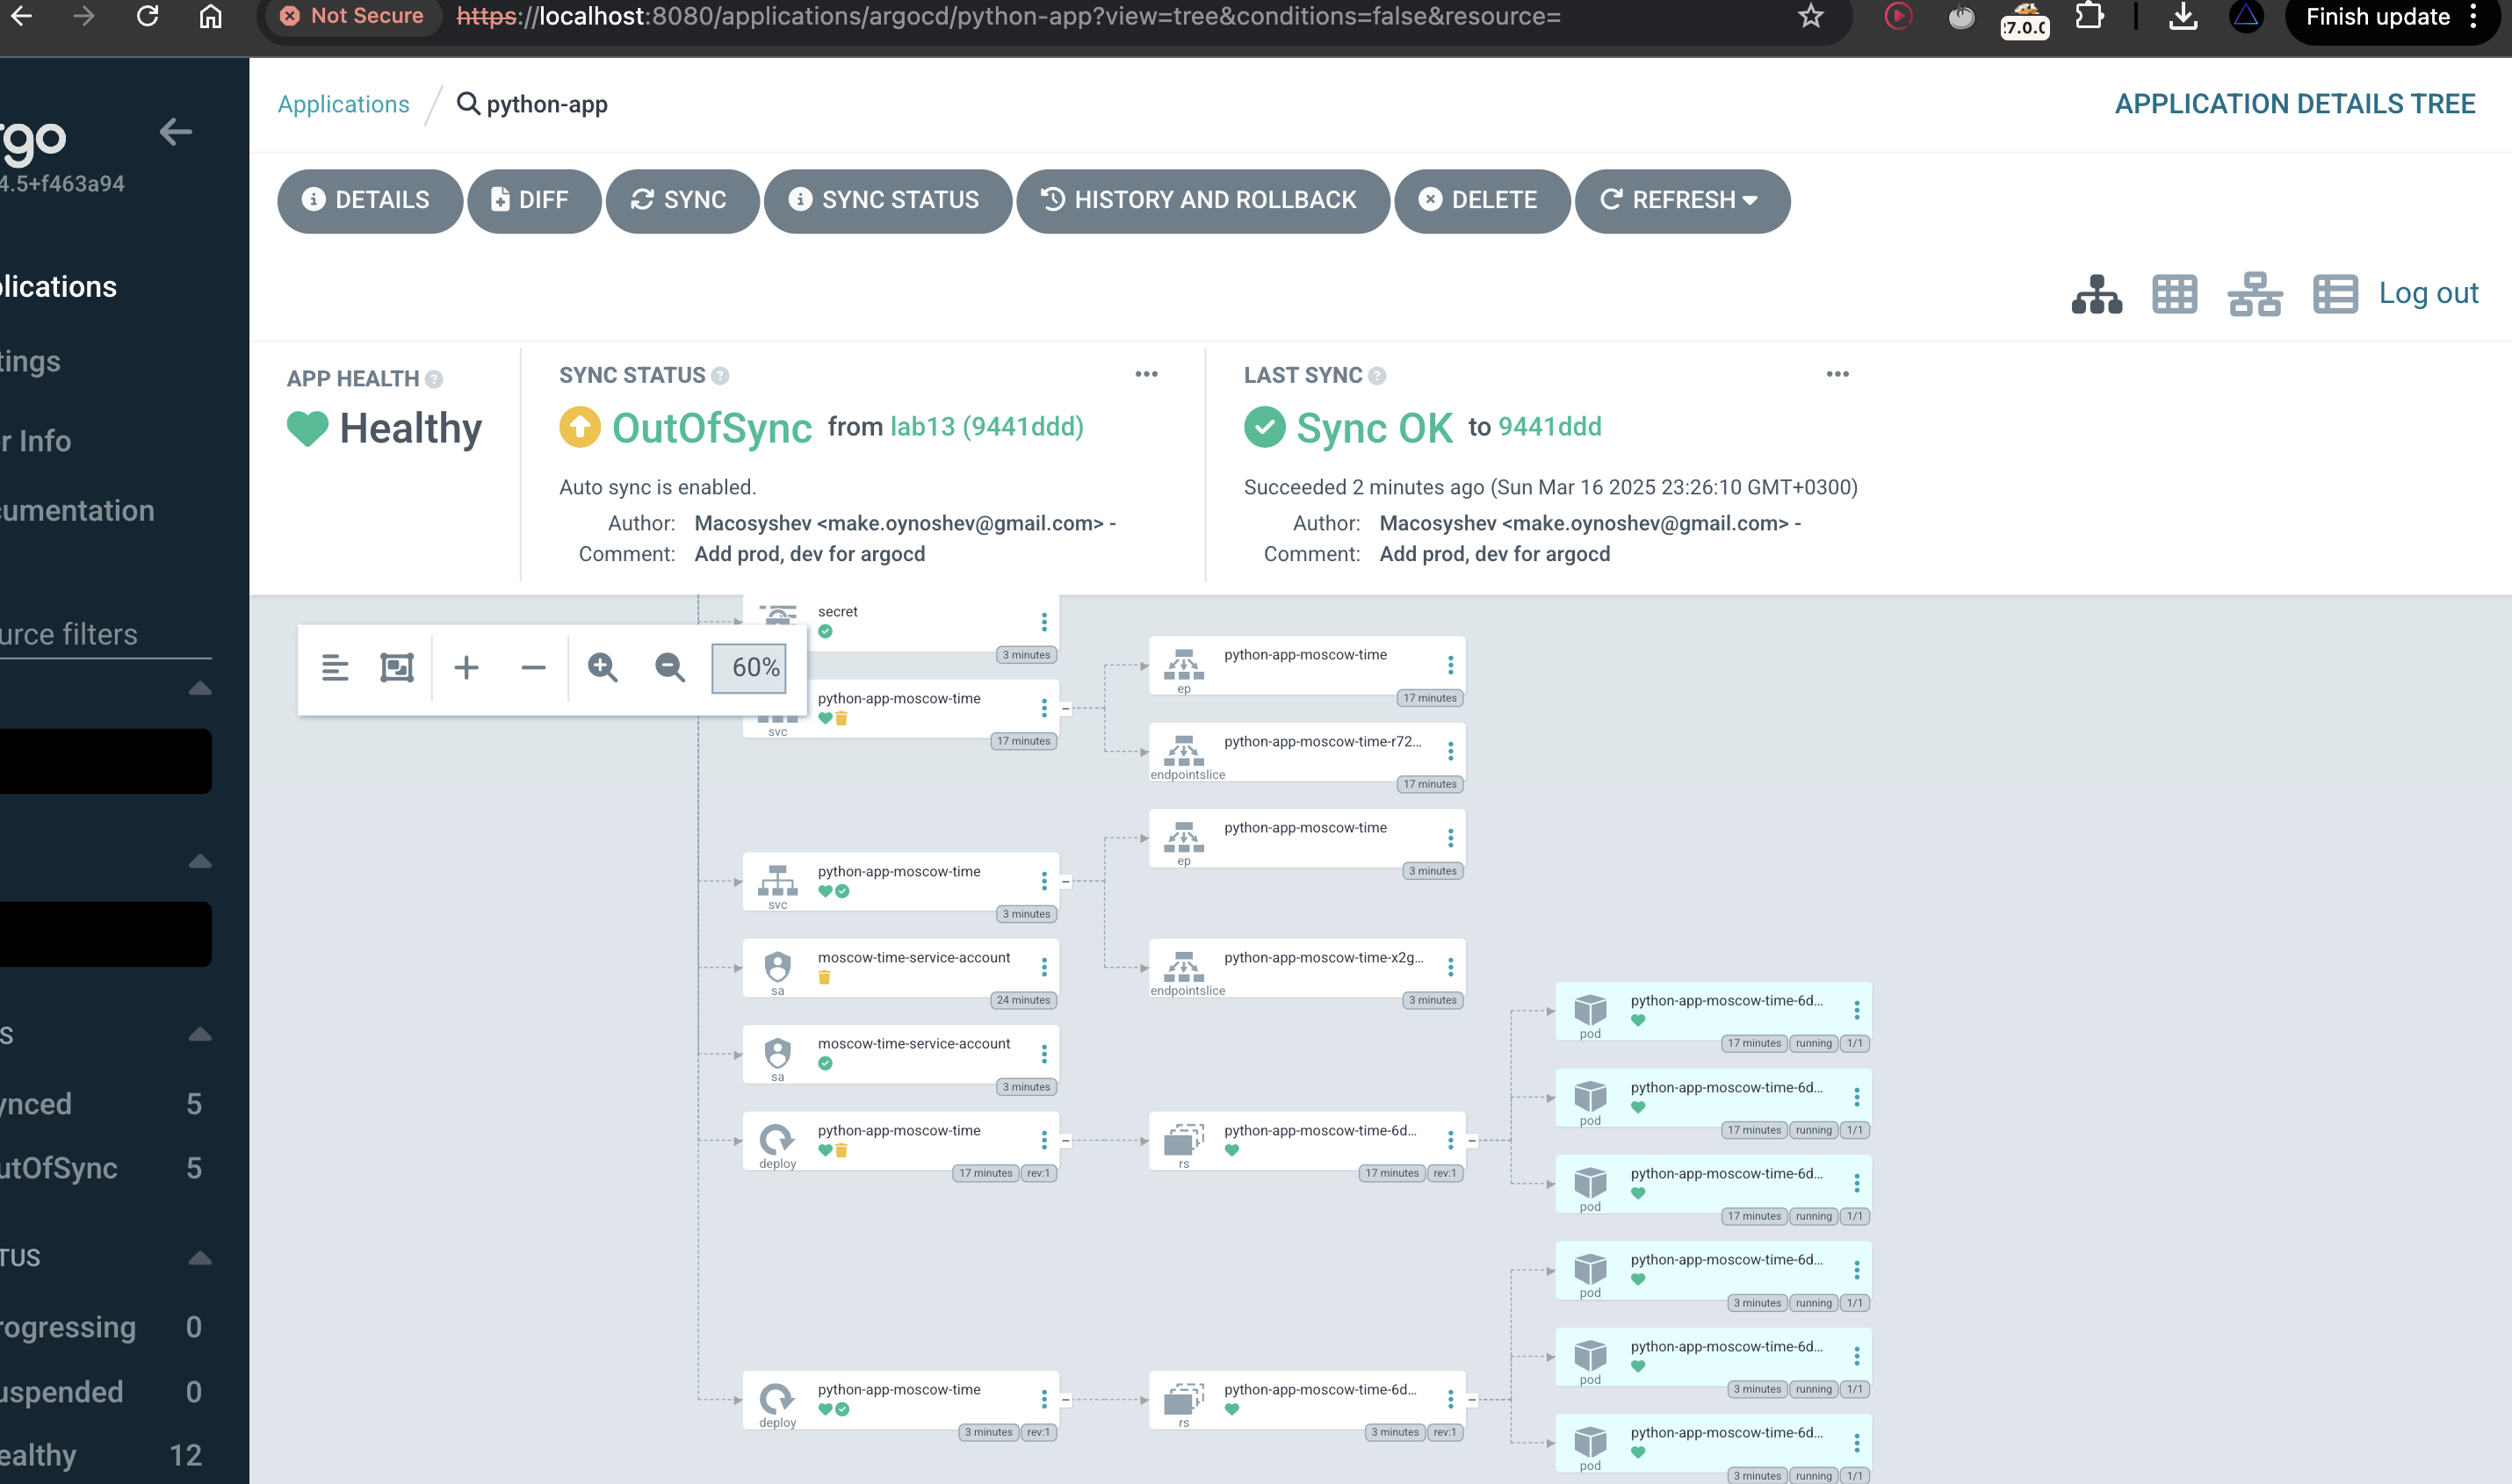 Not Secure https://localhost:8080/applications/argocd/python-app?view=tree&conditions=false&resource= 27.0.0 Finish update
rgo
4.5+f463a94
plications
tings
r Info
cumentation
urce filters
S
ynced 5
utOfSync 5
TUS
rogressing 0
uspended 0
ealthy 12
Applications / python-app
APPLICATION DETAILS TREE
DETAILS DIFF SYNC SYNC STATUS HISTORY AND ROLLBACK DELETE REFRESH
Log out
APP HEALTH
Healthy
SYNC STATUS
OutOfSync from lab13 (9441ddd)
Auto sync is enabled.
Author: Macosyshev <make.oynoshev@gmail.com> -
Comment: Add prod, dev for argocd
LAST SYNC
Sync OK to 9441ddd
Succeeded 2 minutes ago (Sun Mar 16 2025 23:26:10 GMT+0300)
Author: Macosyshev <make.oynoshev@gmail.com> -
Comment: Add prod, dev for argocd
60%
secret
3 minutes
python-app-moscow-time
svc
17 minutes
python-app-moscow-time
ep
17 minutes
python-app-moscow-time-r72...
endpointslice
17 minutes
python-app-moscow-time
svc
3 minutes
python-app-moscow-time
ep
3 minutes
python-app-moscow-time-x2g...
endpointslice
3 minutes
moscow-time-service-account
sa
24 minutes
moscow-time-service-account
sa
3 minutes
python-app-moscow-time
deploy
17 minutes rev:1
python-app-moscow-time-6d...
rs
17 minutes rev:1
python-app-moscow-time-6d...
pod
17 minutes running 1/1
python-app-moscow-time-6d...
pod
17 minutes running 1/1
python-app-moscow-time-6d...
pod
17 minutes running 1/1
python-app-moscow-time
deploy
3 minutes rev:1
python-app-moscow-time-6d...
rs
3 minutes rev:1
python-app-moscow-time-6d...
pod
3 minutes running 1/1
python-app-moscow-time-6d...
pod
3 minutes running 1/1
python-app-moscow-time-6d...
pod
3 minutes running 1/1